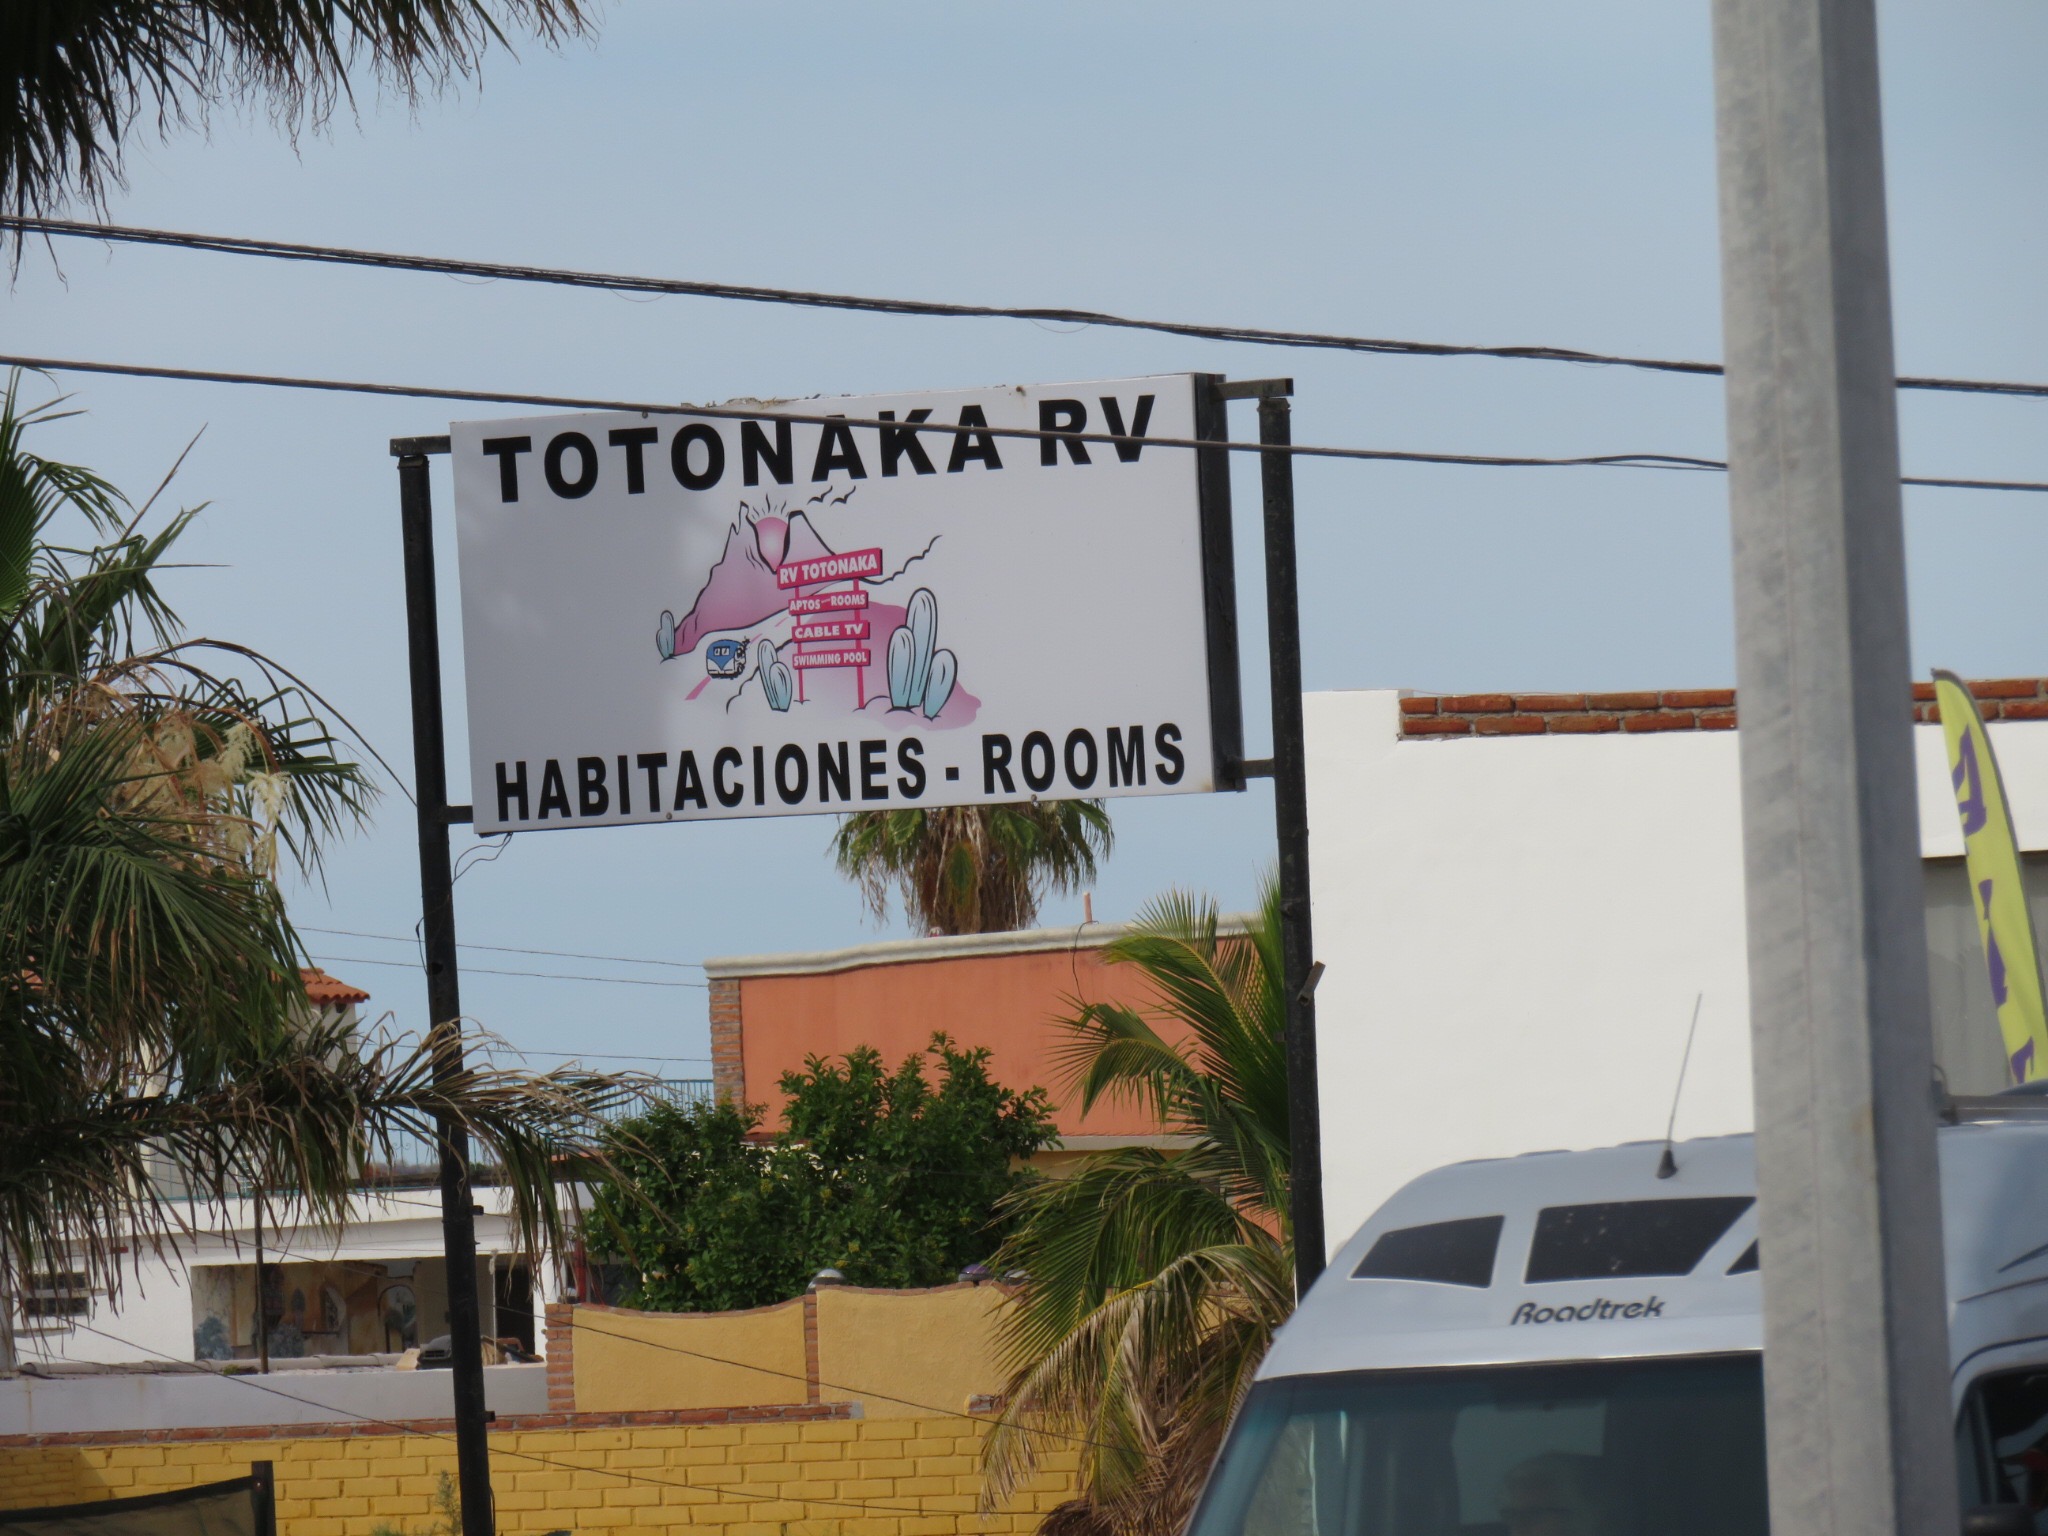 TOTONAKA RV
RV TOTONAKA
APTOS ROOMS
CABLE TV
SWIMMING POOL
HABITACIONES - ROOMS
Roadtrek